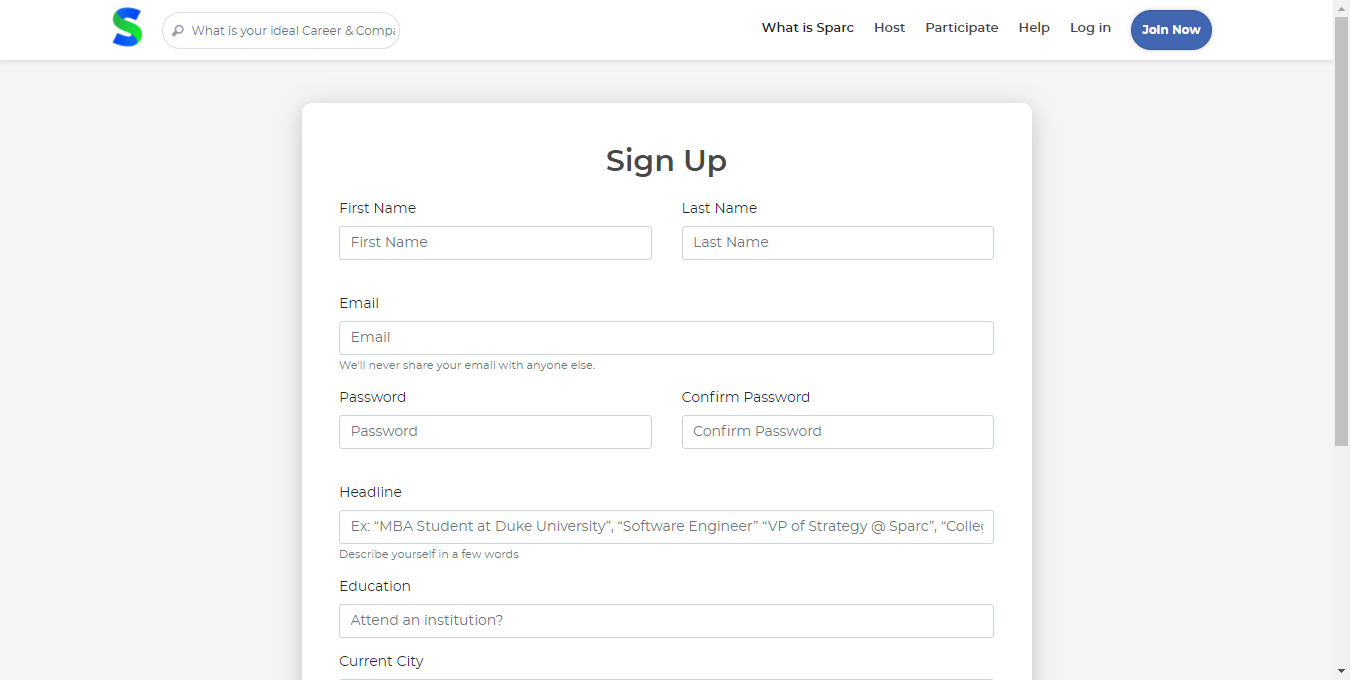 What is your ideal Career & Comp
What is Sparc
Host
Participate
Help
Log in
Join Now
Sign Up
First Name
Last Name
First Name
Last Name
Email
Email
We'll never share your email with anyone else.
Password
Confirm Password
Password
Confirm Password
Headline
Ex: “MBA Student at Duke University”, “Software Engineer” “VP of Strategy @ Sparc”, “Colle
Describe yourself in a few words
Education
Attend an institution?
Current City